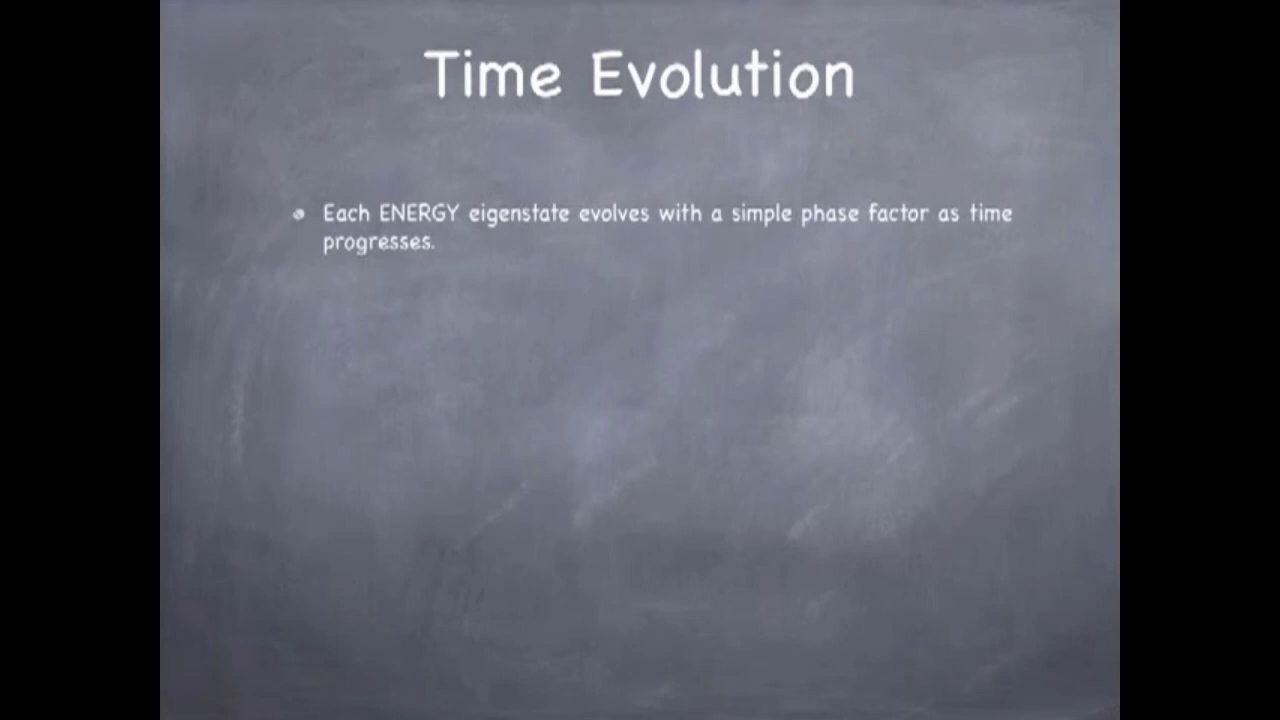 Time Evolution
Each ENERGY eigenstate evolves with a simple phase factor as time
progresses.